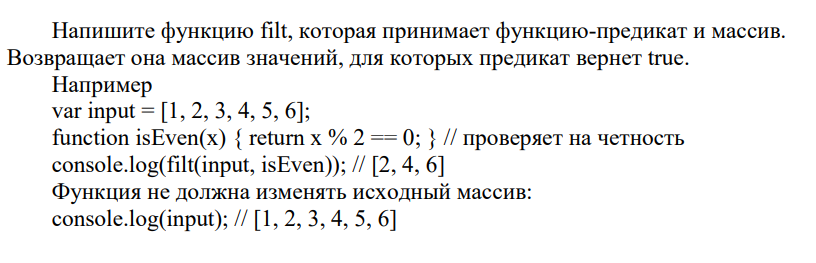 Напишите функцию filt, которая принимает функцию-предикат и массив.
Возвращает она массив значений, для которых предикат вернет true.
Например
var input = [1, 2, 3, 4, 5, 6];
function isEven(x) { return x % 2 == 0; } // проверяет на четность
console.log(filt(input, isEven)); // [2, 4, 6]
Функция не должна изменять исходный массив:
console.log(input); // [1, 2, 3, 4, 5, 6]